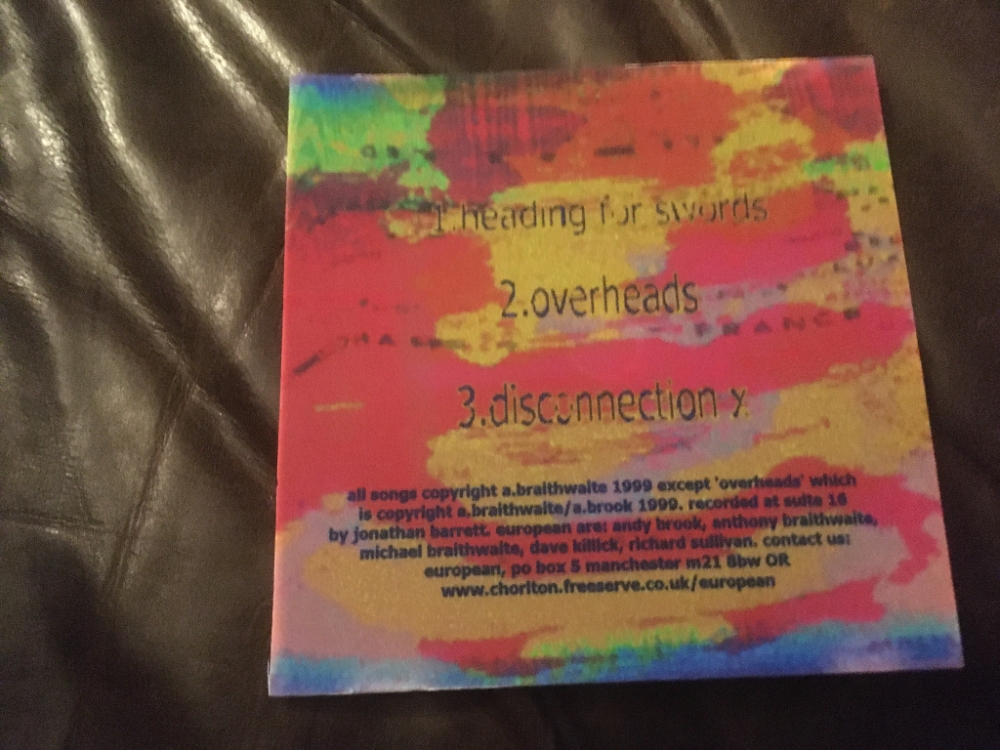 1.heading for swords
2.overheads
FRANCE
3.disconnection x
all songs copyright a.braithwaite 1999 except 'overheads' which
is copyright a.braithwaite/a.brook 1999. recorded at suite 16
by jonathan barrett. european are: andy brook, anthony braithwaite,
michael braithwaite, dave killick, richard sullivan. contact us:
european, po box 5 manchester m21 8bw OR
www.chorlton.freeserve.co.uk/european